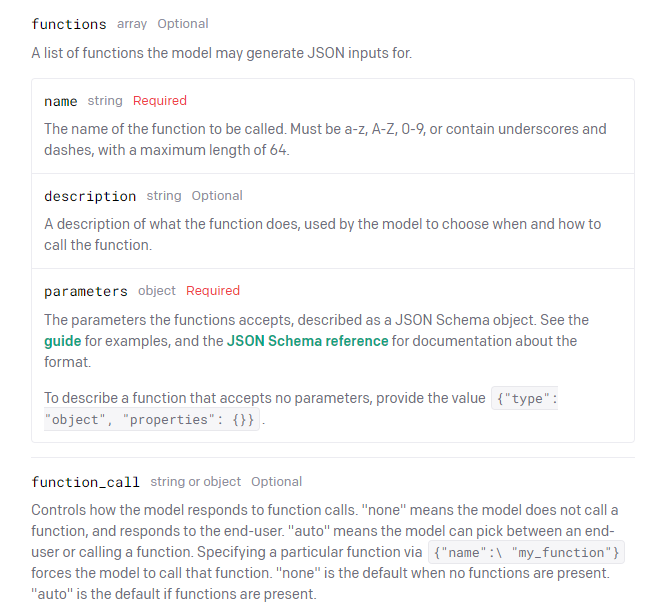 functions array Optional
A list of functions the model may generate JSON inputs for.
name string Required
The name of the function to be called. Must be a-z, A-Z, 0-9, or contain underscores and
dashes, with a maximum length of 64.
description string Optional
A description of what the function does, used by the model to choose when and how to
call the function.
parameters object Required
The parameters the functions accepts, described as a JSON Schema object. See the
guide for examples, and the JSON Schema reference for documentation about the
format.
To describe a function that accepts no parameters, provide the value {"type":
"object", "properties": {}} .
function_call string or object Optional
Controls how the model responds to function calls. "none" means the model does not call a
function, and responds to the end-user. "auto" means the model can pick between an end-
user or calling a function. Specifying a particular function via {"name":\ "my_function"}
forces the model to call that function. "none" is the default when no functions are present.
"auto" is the default if functions are present.